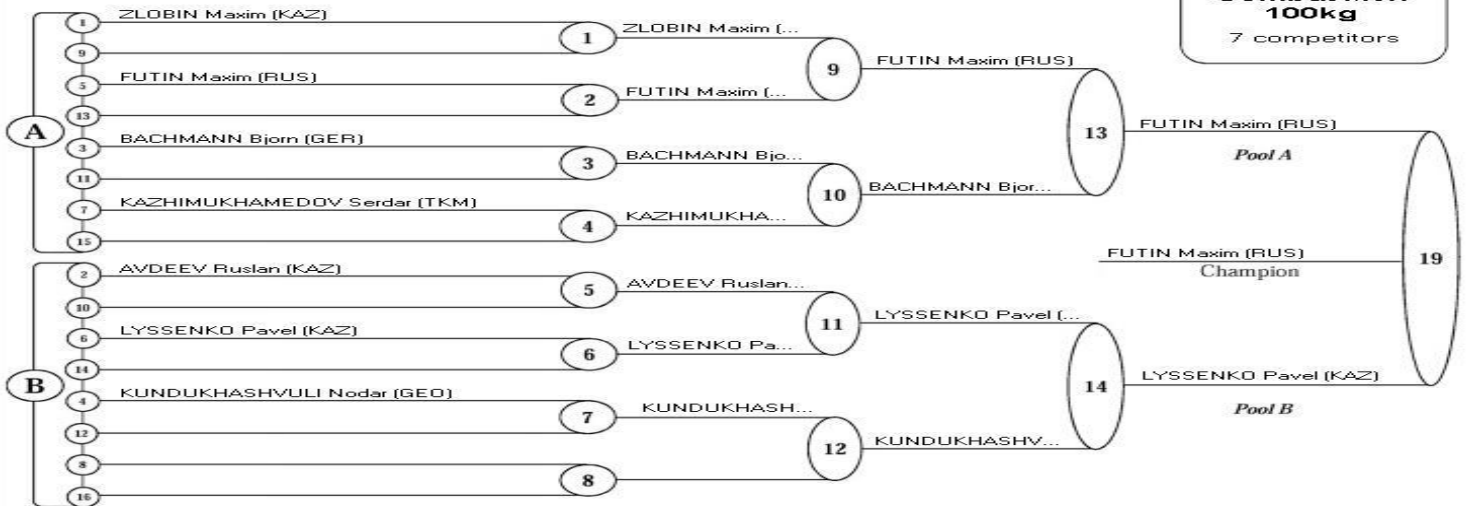 100kg
7 competitors
A
1
ZLOBIN Maxim (KAZ)
9
1
ZLOBIN Maxim (...
5
FUTIN Maxim (RUS)
13
2
FUTIN Maxim (...
9
FUTIN Maxim (RUS)
3
BACHMANN Bjorn (GER)
11
3
BACHMANN Bjo...
7
KAZHIMUKHAMEDOV Serdar (TKM)
15
4
KAZHIMUKHA...
10
BACHMANN Bjor...
13
FUTIN Maxim (RUS)
Pool A
B
2
AVDEEV Ruslan (KAZ)
10
5
AVDEEV Ruslan...
6
LYSSENKO Pavel (KAZ)
14
6
LYSSENKO Pa...
11
LYSSENKO Pavel (...
4
KUNDUKHASHVULI Nodar (GEO)
12
7
KUNDUKHASH...
8
16
8
12
KUNDUKHASHV...
14
LYSSENKO Pavel (KAZ)
Pool B
FUTIN Maxim (RUS)
Champion
19